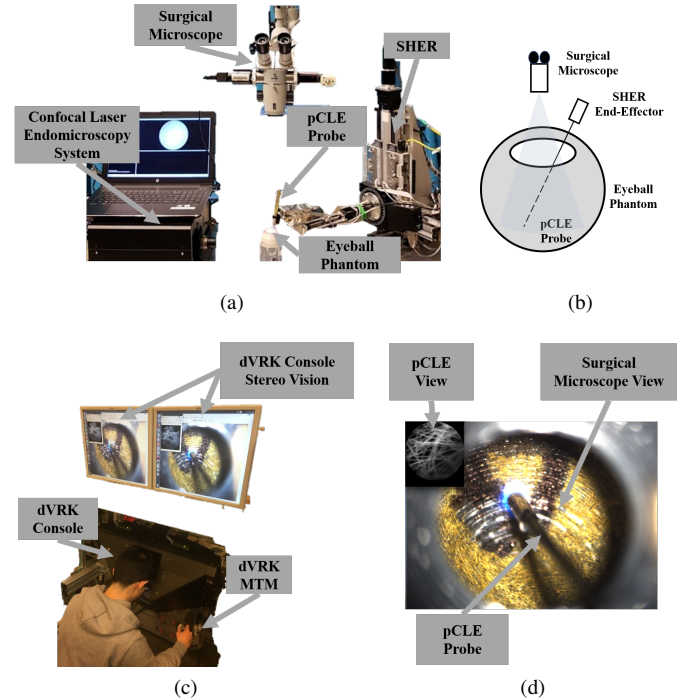 Surgical
Microscope
SHER
Confocal Laser
Endomicroscopy
System
pCLE
Probe
Eyeball
Phantom
(a)
Surgical
Microscope
SHER
End-Effector
Eyeball
Phantom
pCLE
Probe
(b)
dVRK Console
Stereo Vision
dVRK
Console
dVRK
MTM
(c)
pCLE
View
Surgical
Microscope View
pCLE
Probe
(d)